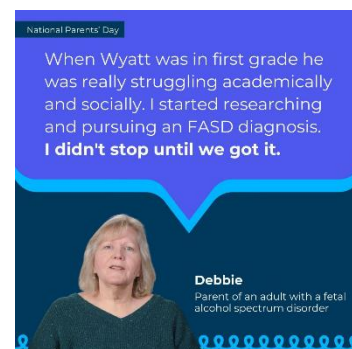 National Parents' Day
When Wyatt was in first grade he
was really struggling academically
and socially. I started researching
and pursuing an FASD diagnosis.
I didn't stop until we got it.
Debbie
Parent of an adult with a fetal
alcohol spectrum disorder